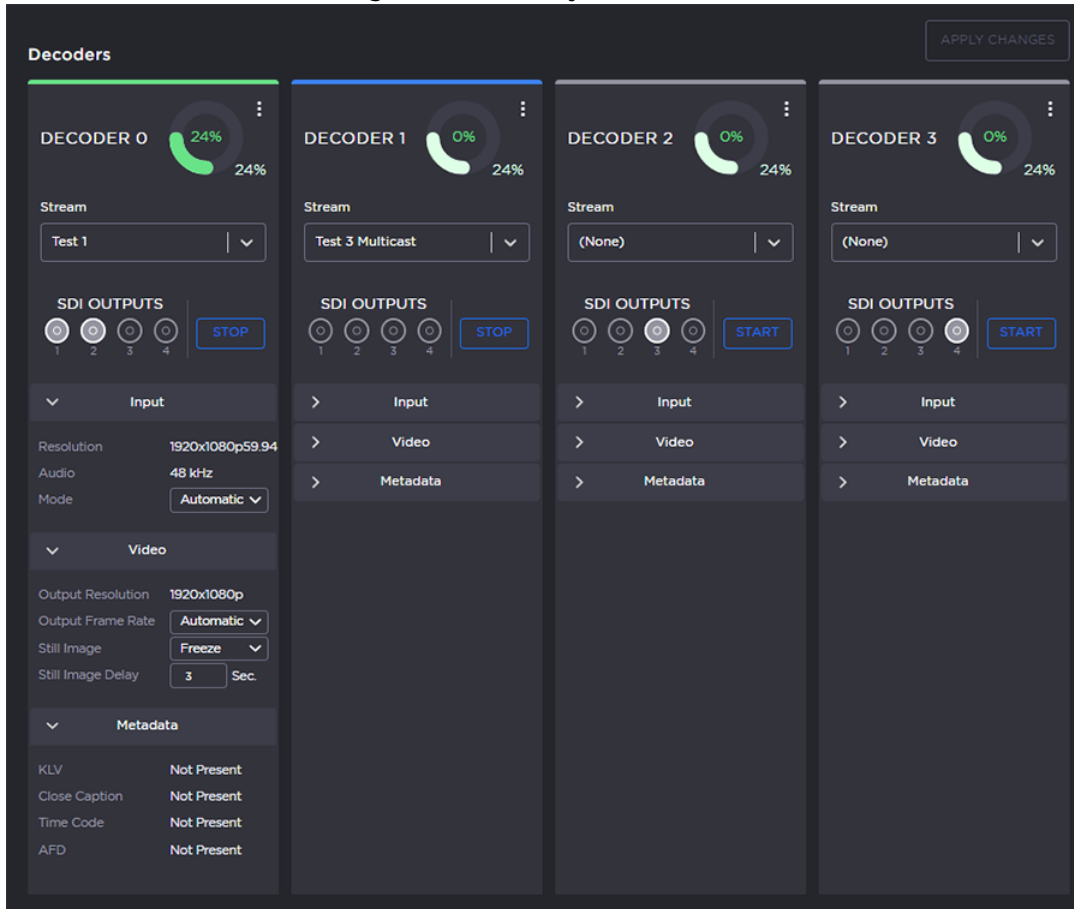 APPLY CHANGES
Decoders
DECODER 0
24%
24%
Stream
Test 1
SDI OUTPUTS
1 2 3 4
STOP
Input
Resolution 1920x1080p59.94
Audio 48 kHz
Mode Automatic
Video
Output Resolution 1920x1080p
Output Frame Rate Automatic
Still Image Freeze
Still Image Delay 3 Sec.
Metadata
KLV Not Present
Close Caption Not Present
Time Code Not Present
AFD Not Present
DECODER 1
0%
24%
Stream
Test 3 Multicast
SDI OUTPUTS
1 2 3 4
STOP
Input
Video
Metadata
DECODER 2
0%
24%
Stream
(None)
SDI OUTPUTS
1 2 3 4
START
Input
Video
Metadata
DECODER 3
0%
24%
Stream
(None)
SDI OUTPUTS
1 2 3 4
START
Input
Video
Metadata